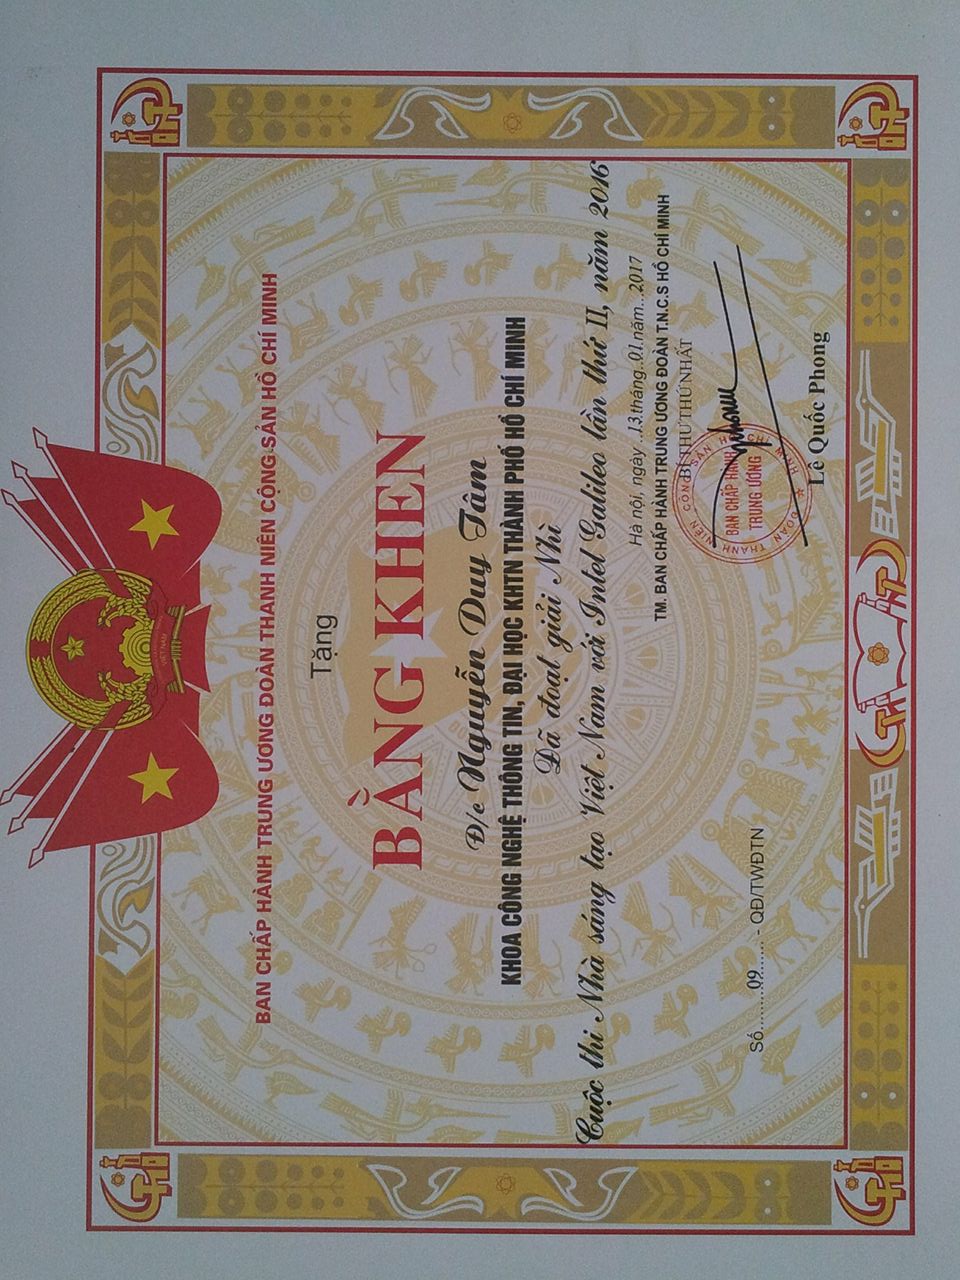 VIỆT NAM
BAN CHẤP HÀNH TRUNG ƯƠNG ĐOÀN THANH NIÊN CỘNG SẢN HỒ CHÍ MINH
Tặng
BẰNG KHEN
Đ/c Nguyễn Duy Tâm
KHOA CÔNG NGHỆ THÔNG TIN, ĐẠI HỌC KHTN THÀNH PHỐ HỒ CHÍ MINH
Đã đoạt giải Nhì
Cuộc thi Nhà sáng tạo Việt Nam với Intel Galileo lần thứ II, năm 2016
Hà nội, ngày ..13.tháng..01.năm...2017
TM. BAN CHẤP HÀNH TRUNG ƯƠNG ĐOÀN T.N.C.S HỒ CHÍ MINH
BÍ THƯ THỨ NHẤT
ĐOÀN THANH NIÊN CỘNG SẢN HỒ CHÍ MINH
BAN CHẤP HÀNH
TRUNG ƯƠNG
Số.........09...... - QĐ/TWĐTN
Lê Quốc Phong